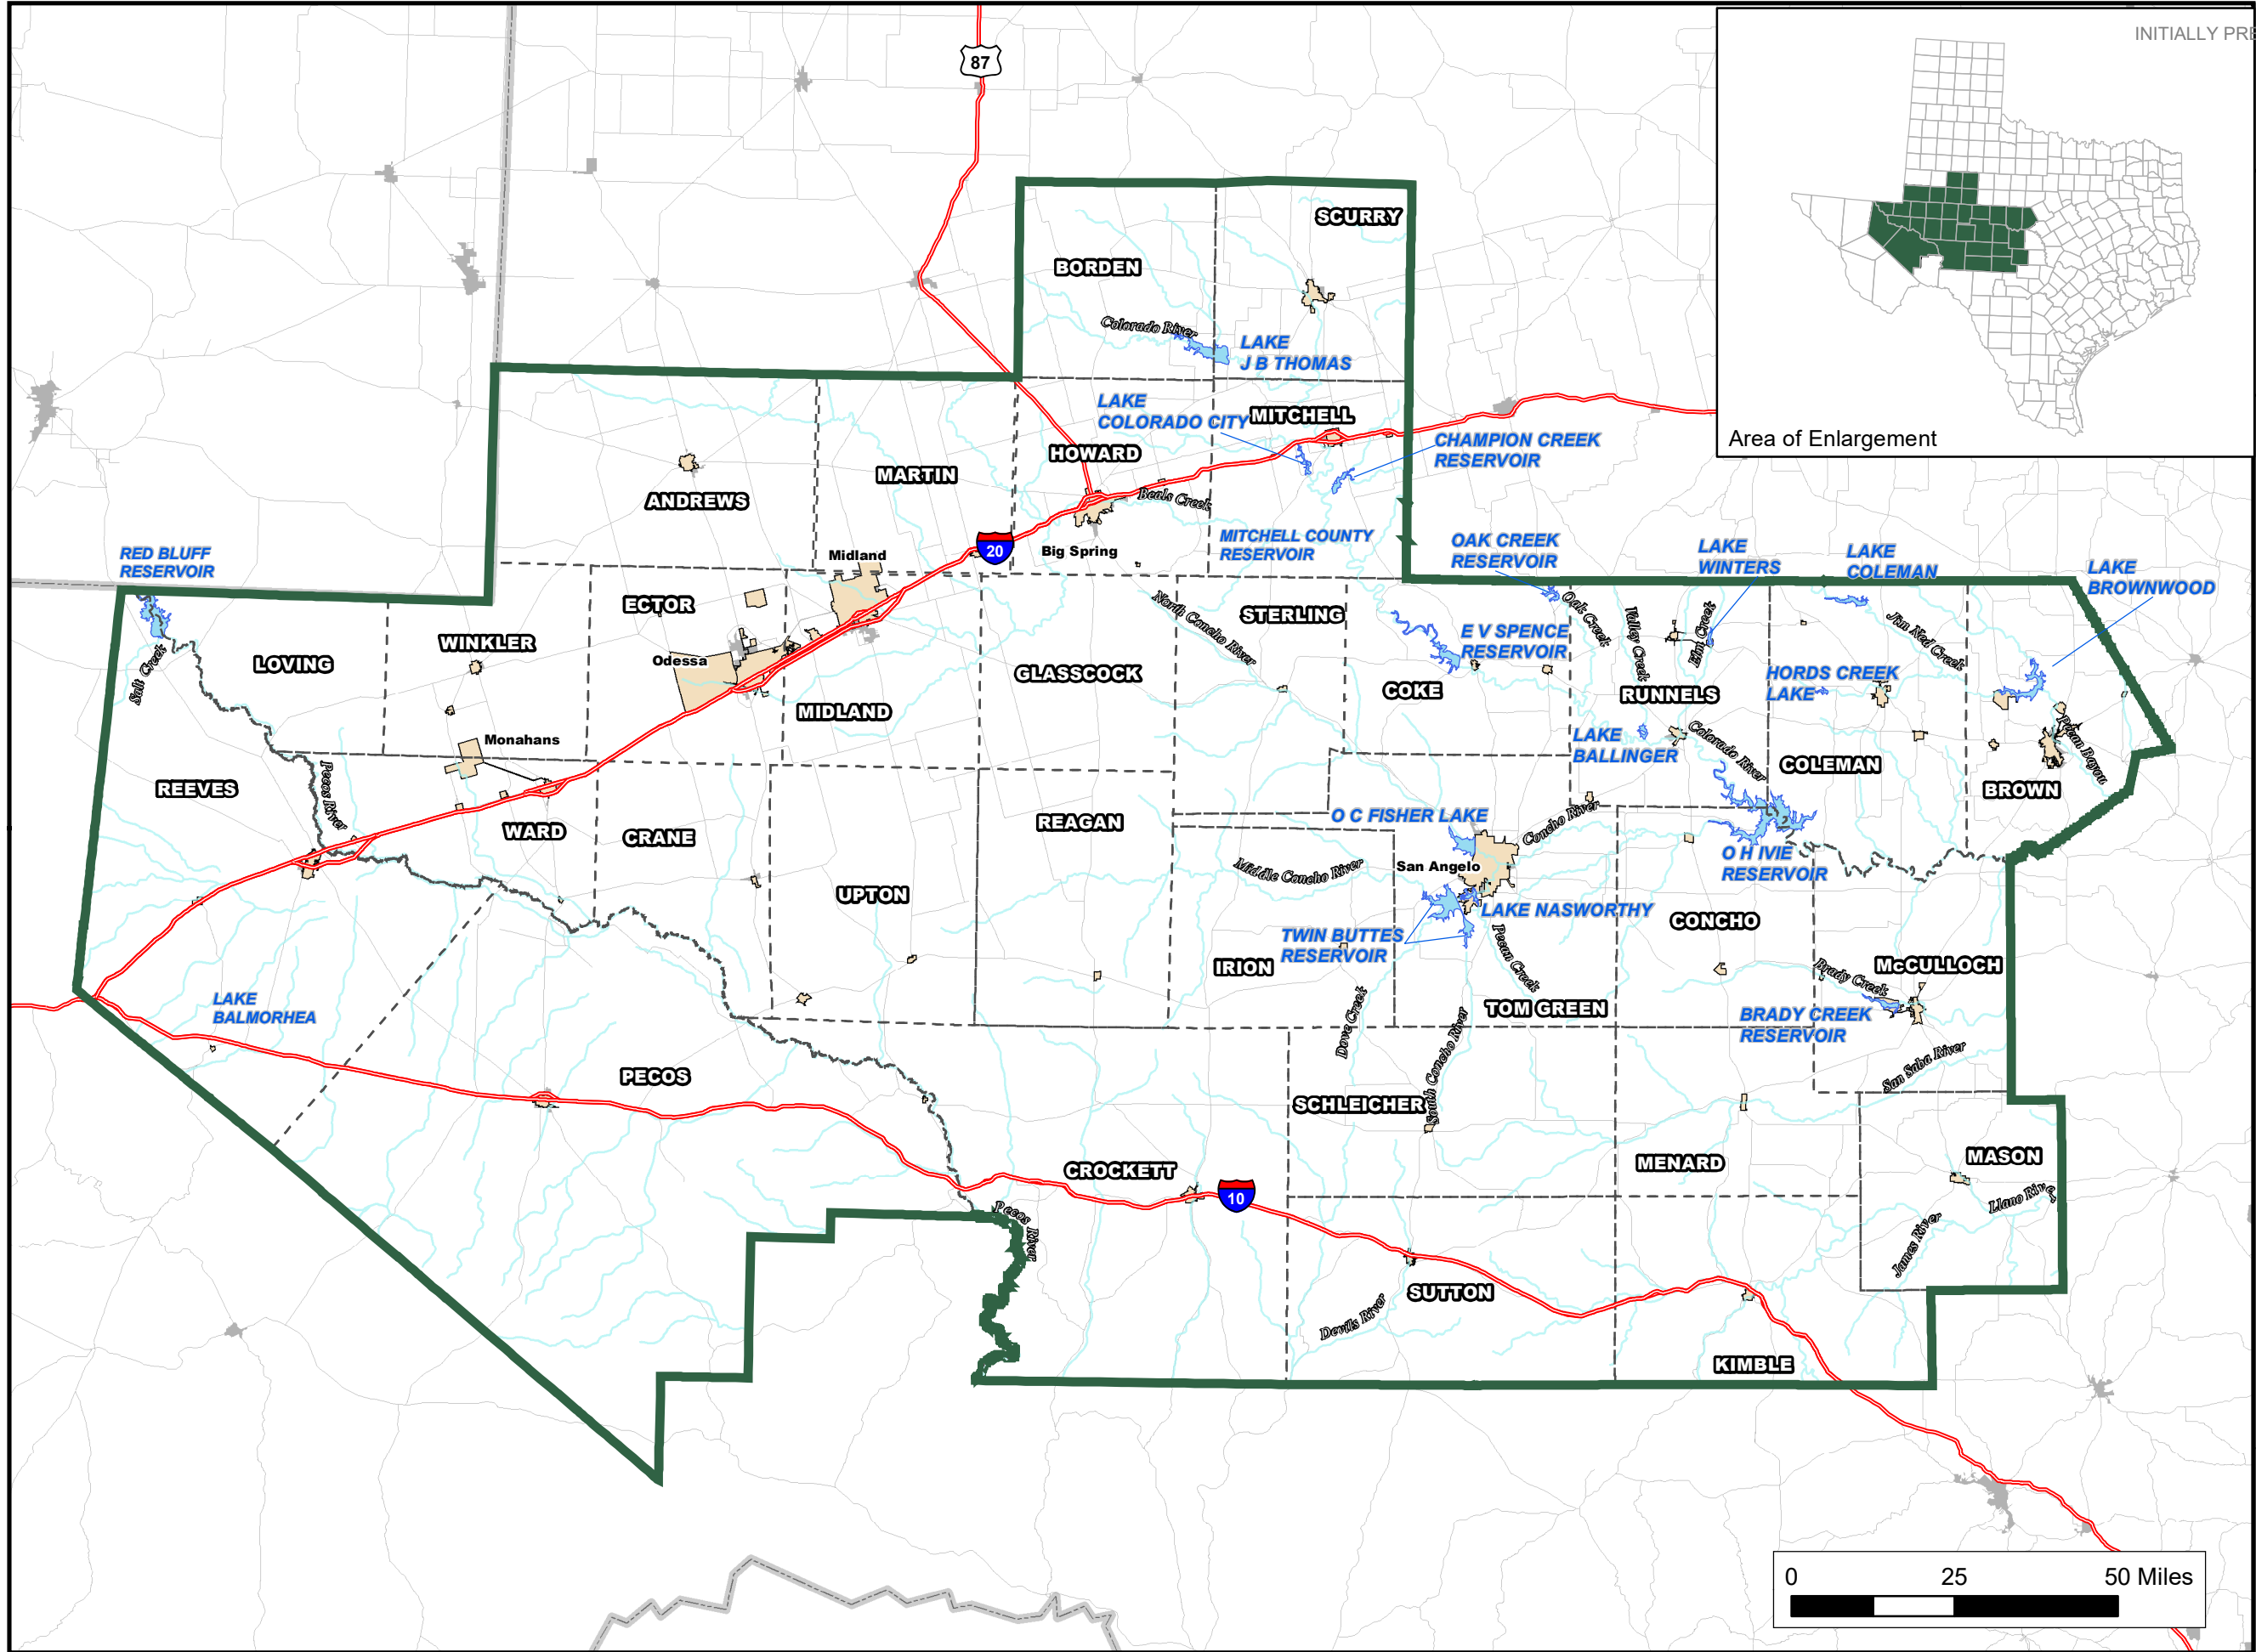 INITIALLY PRE
87
Area of Enlargement
SCURRY
BORDEN
Colorado River
LAKE
J B THOMAS
LAKE
COLORADO CITY
MITCHELL
CHAMPION CREEK
RESERVOIR
HOWARD
MARTIN
ANDREWS
Beals Creek
MITCHELL COUNTY
RESERVOIR
20
Big Spring
Midland
RED BLUFF
RESERVOIR
OAK CREEK
RESERVOIR
LAKE
WINTERS
LAKE
COLEMAN
LAKE
BROWNWOOD
ECTOR
STERLING
North Concho River
Oak Creek
Valley Creek
Elm Creek
Jim Ned Creek
WINKLER
LOVING
Salt Creek
Odessa
GLASSCOCK
E V SPENCE
RESERVOIR
COKE
RUNNELS
HORDS CREEK
LAKE
MIDLAND
Monahans
LAKE
BALLINGER
Colorado River
COLEMAN
Pecan Bayou
BROWN
REEVES
Pecos River
WARD
CRANE
REAGAN
O C FISHER LAKE
Concho River
San Angelo
Middle Concho River
O H IVIE
RESERVOIR
UPTON
LAKE NASWORTHY
CONCHO
TWIN BUTTES
RESERVOIR
Pecan Creek
IRION
McCULLOCH
Brady Creek
LAKE
BALMORHEA
TOM GREEN
BRADY CREEK
RESERVOIR
Dove Creek
South Concho River
San Saba River
PECOS
SCHLEICHER
CROCKETT
MENARD
MASON
10
Llano River
Pecos River
James River
SUTTON
Devils River
KIMBLE
0 25 50 Miles